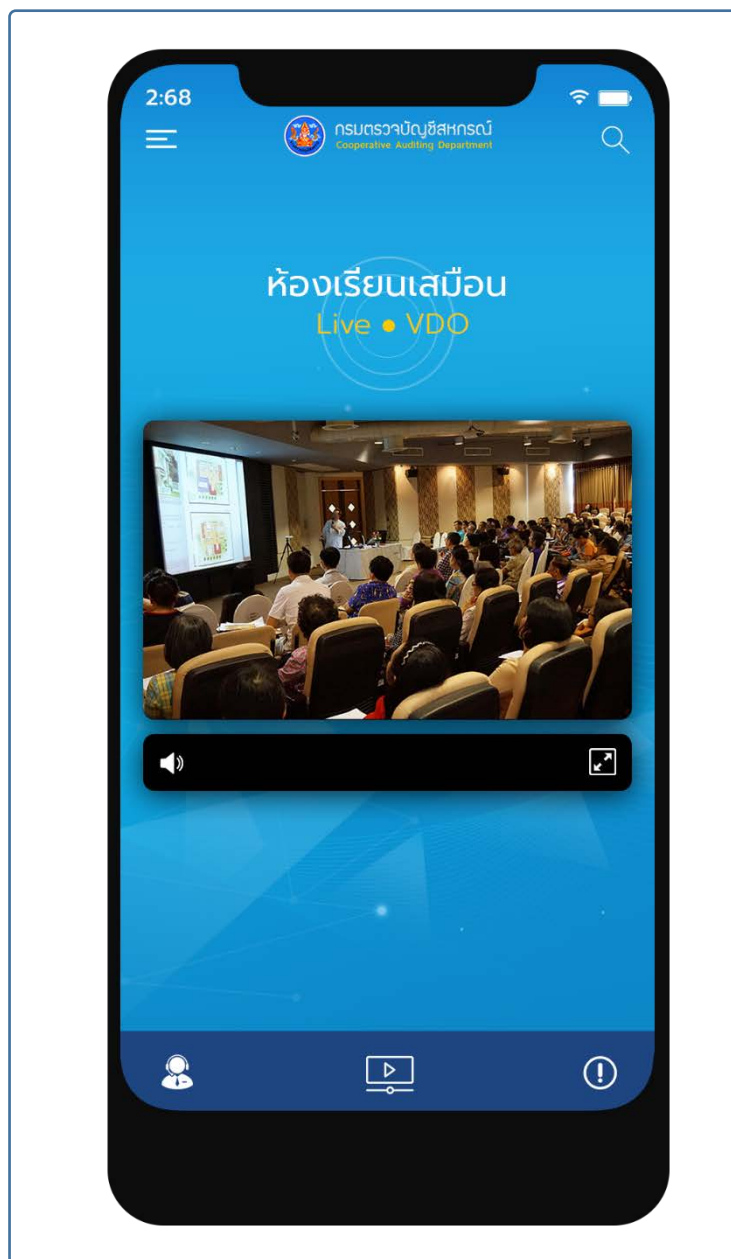 2:68
กรมตรวจบัญชีสหกรณ์
Cooperative Auditing Department
ห้องเรียนเสมือน
Live ● VDO